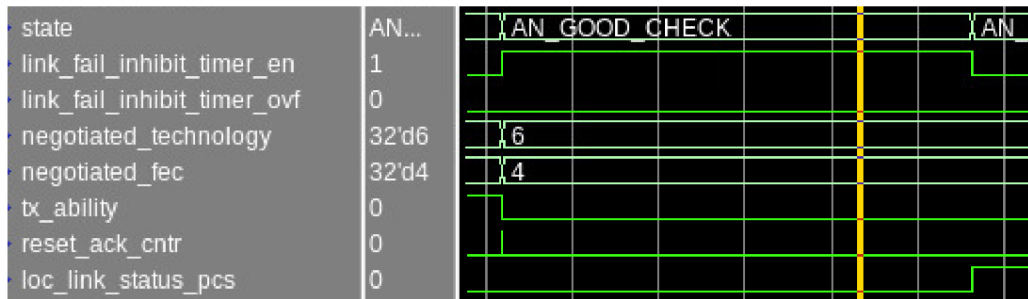 state AN... AN_GOOD_CHECK AN_
link_fail_inhibit_timer_en 1
link_fail_inhibit_timer_ovf 0
negotiated_technology 32'd6 6
negotiated_fec 32'd4 4
tx_ability 0
reset_ack_cntr 0
loc_link_status_pcs 0